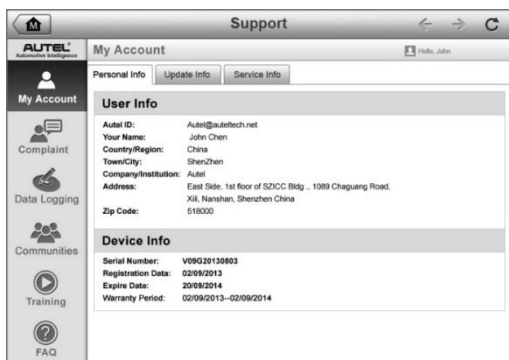 M
Support
AUTEL®
Automotive Intelligence
My Account
Hello, John
Personal Info
Update Info
Service Info
My Account
Complaint
Data Logging
Communities
Training
FAQ
User Info
Autel ID: Autel@auteltech.net
Your Name: John Chen
Country/Region: China
Town/City: ShenZhen
Company/Institution: Autel
Address: East Side, 1st floor of SZICC Bldg ., 1089 Chaguang Road,
Xili, Nanshan, Shenzhen China
Zip Code: 518000
Device Info
Serial Number: V09G20130803
Registration Data: 02/09/2013
Expire Date: 20/09/2014
Warranty Period: 02/09/2013--02/09/2014